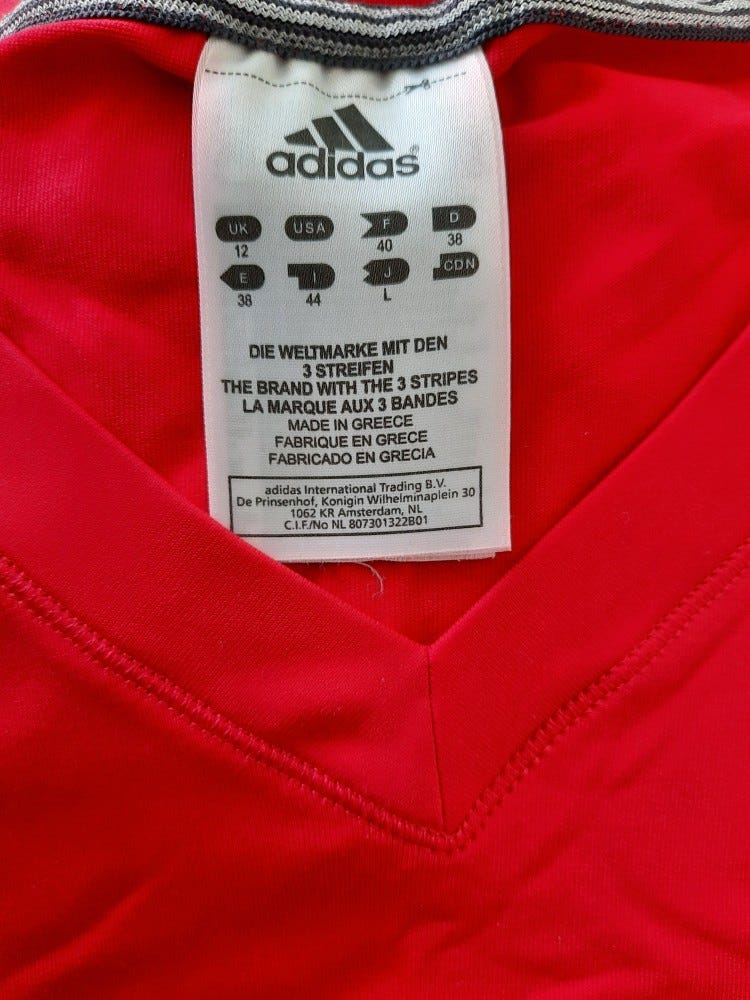 adidas®
UK USA F D
12 40 38
E I J CDN
38 44 L
DIE WELTMARKE MIT DEN
3 STREIFEN
THE BRAND WITH THE 3 STRIPES
LA MARQUE AUX 3 BANDES
MADE IN GREECE
FABRIQUE EN GRECE
FABRICADO EN GRECIA
adidas International Trading B.V.
De Prinsenhof, Konigin Wilhelminaplein 30
1062 KR Amsterdam, NL
C.I.F./No NL 807301322B01